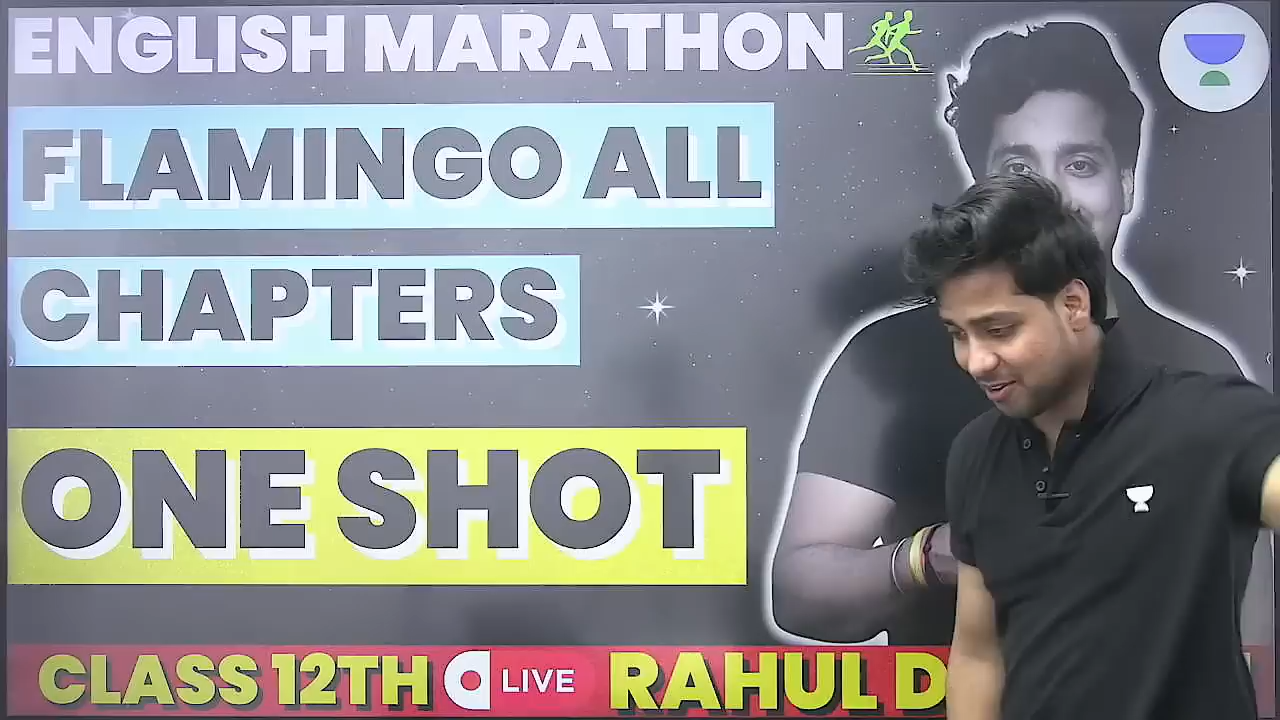 ENGLISH MARATHON
FLAMINGO ALL
CHAPTERS
ONE SHOT
CLASS 12TH LIVE RAHUL D